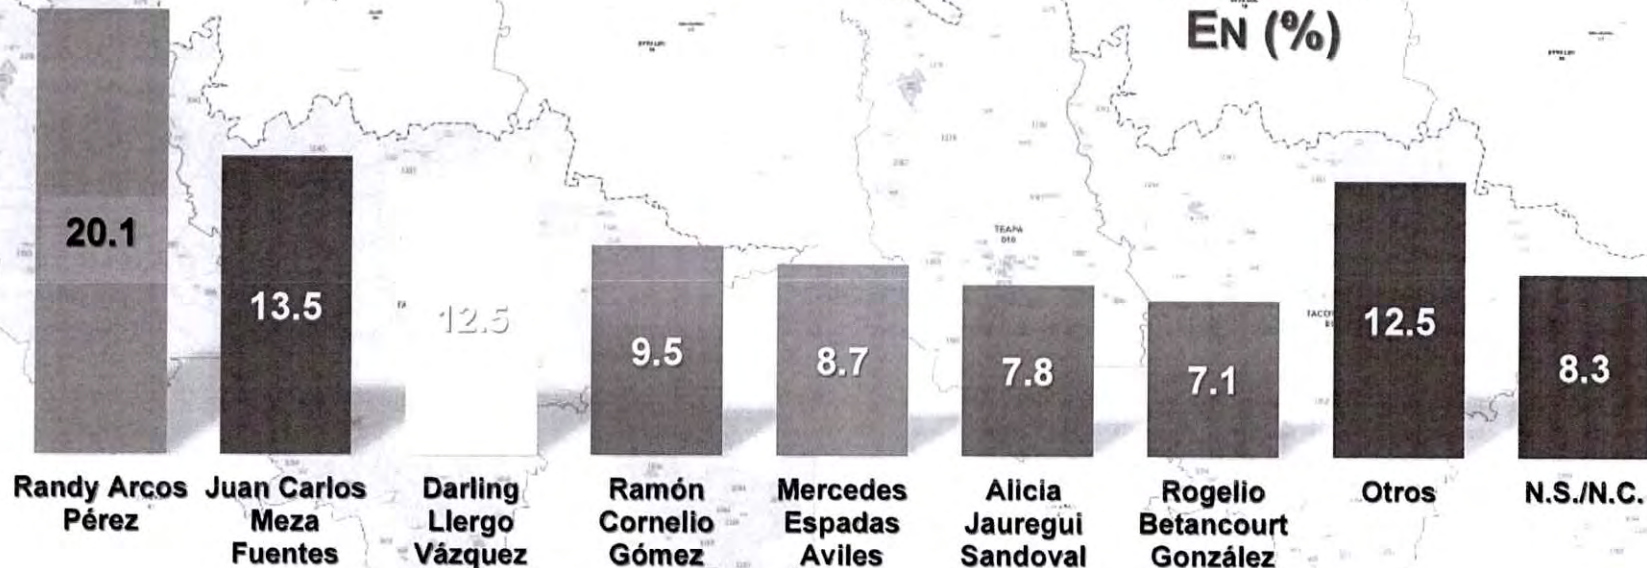 EN (%)
20.1
13.5
12.5
9.5
8.7
7.8
7.1
12.5
8.3
TEAPA
Randy Arcos
Pérez
Juan Carlos
Meza
Fuentes
Darling
Llergo
Vázquez
Ramón
Cornelio
Gómez
Mercedes
Espadas
Aviles
Alicia
Jauregui
Sandoval
Rogelio
Betancourt
González
Otros
N.S./N.C.